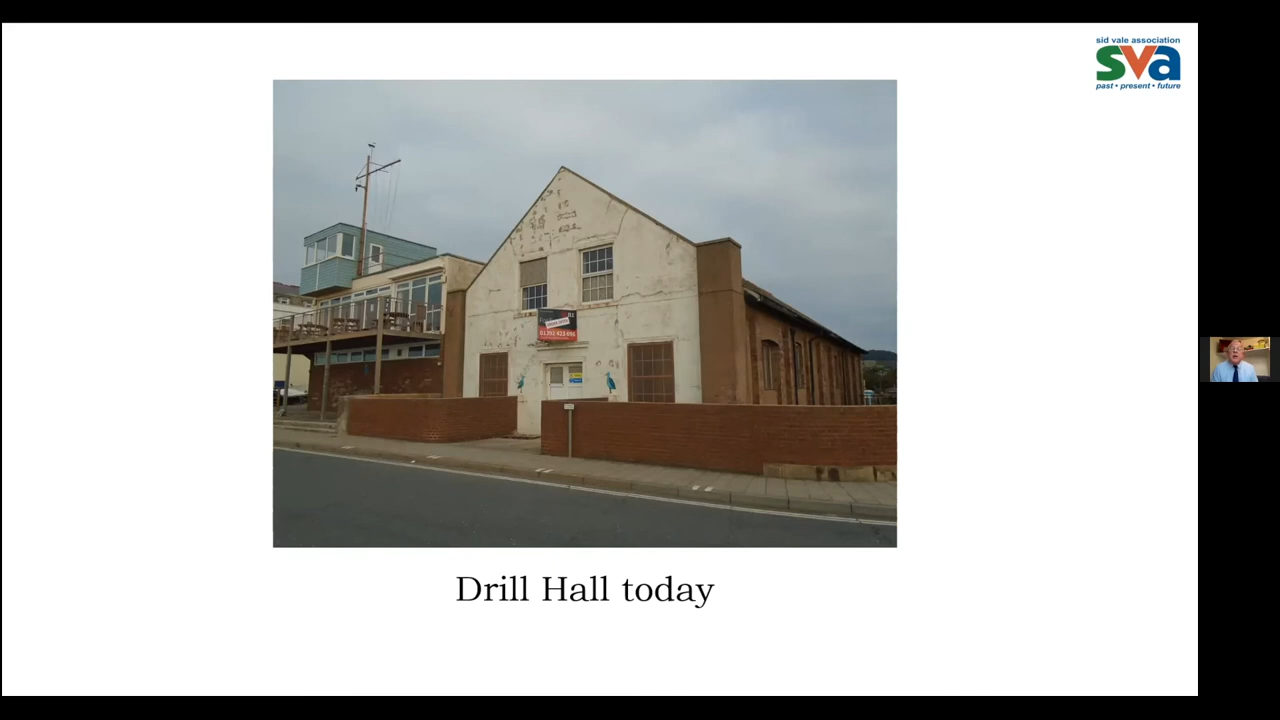 sid vale association
sva
past • present • future
Drill Hall today